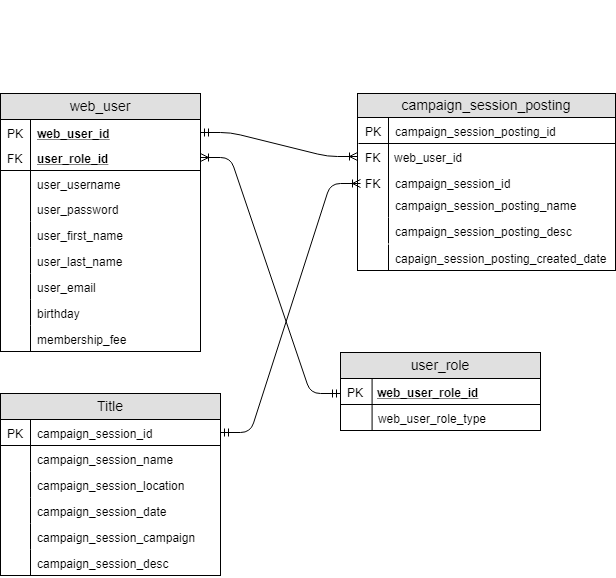 web_user
PK web_user_id
FK user_role_id
user_username
user_password
user_first_name
user_last_name
user_email
birthday
membership_fee
campaign_session_posting
PK campaign_session_posting_id
FK web_user_id
FK campaign_session_id
campaign_session_posting_name
campaign_session_posting_desc
capaign_session_posting_created_date
user_role
PK web_user_role_id
web_user_role_type
Title
PK campaign_session_id
campaign_session_name
campaign_session_location
campaign_session_date
campaign_session_campaign
campaign_session_desc